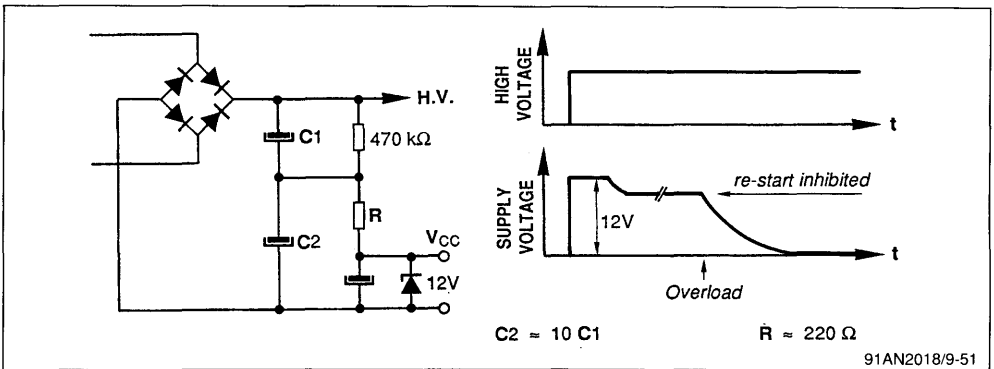 H.V.
C1
470 kΩ
R
C2
VCC
12V
HIGH
VOLTAGE
t
SUPPLY
VOLTAGE
re-start inhibited
12V
t
Overload
C2 ≈ 10 C1
R ≈ 220 Ω
91AN2018/9-51